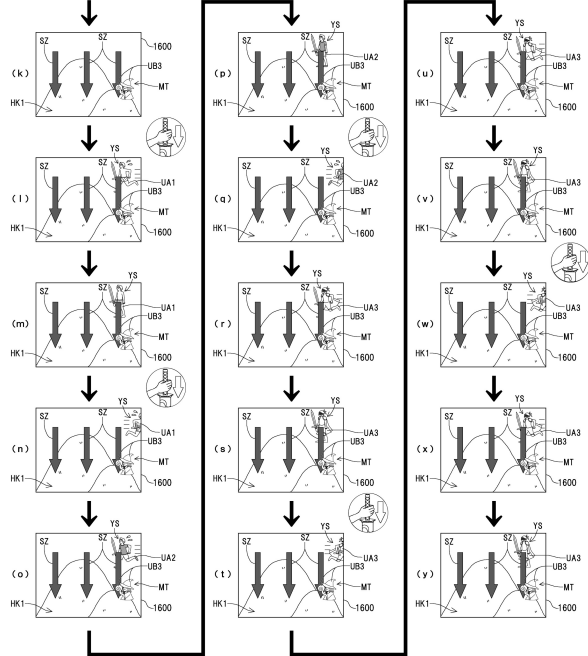 (k)
SZ
SZ
1600
UB3
MT
HK1
(l)
SZ
SZ
YS
UA1
UB3
MT
HK1
1600
(m)
SZ
SZ
YS
UA1
UB3
MT
HK1
1600
(n)
SZ
SZ
YS
UA1
UB3
MT
HK1
1600
(o)
SZ
SZ
YS
UA2
UB3
MT
HK1
1600
(p)
SZ
SZ
YS
UA2
UB3
MT
HK1
1600
(q)
SZ
SZ
YS
UA2
UB3
MT
HK1
1600
(r)
SZ
SZ
YS
UA3
UB3
MT
HK1
1600
(s)
SZ
SZ
YS
UA3
UB3
MT
HK1
1600
(t)
SZ
SZ
YS
UA3
UB3
MT
HK1
1600
(u)
SZ
SZ
YS
UA3
UB3
MT
HK1
1600
(v)
SZ
SZ
YS
UA3
UB3
MT
HK1
1600
(w)
SZ
SZ
YS
UA3
UB3
MT
HK1
1600
(x)
SZ
SZ
YS
UA3
UB3
MT
HK1
1600
(y)
SZ
SZ
YS
UA3
UB3
MT
HK1
1600